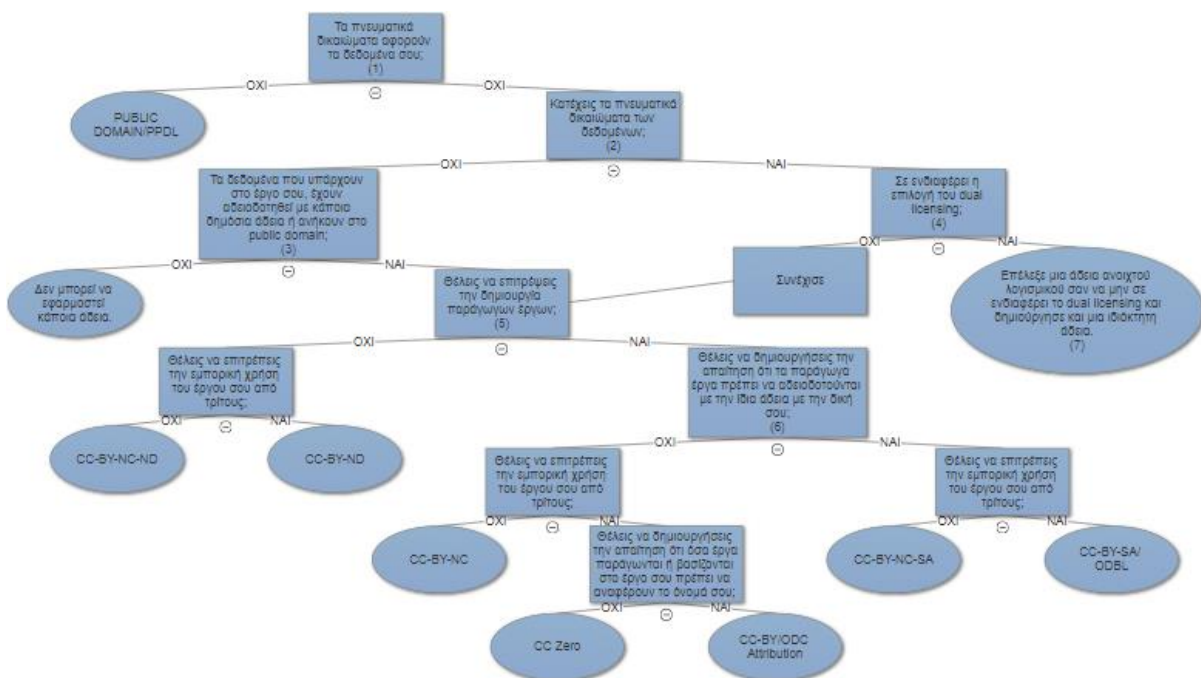 Τα πνευματικά
δικαιώματα αφορούν
τα δεδομένα σου;
(1)
ΟΧΙ
ΟΧΙ
PUBLIC
DOMAIN/PPDL
Κατέχεις τα πνευματικά
δικαιώματα των
δεδομένων;
(2)
ΟΧΙ
ΝΑΙ
Τα δεδομένα που υπάρχουν
στο έργο σου, έχουν
αδειοδοτηθεί με κάποια
δημόσια άδεια ή ανήκουν στο
public domain;
(3)
Σε ενδιαφέρει η
επιλογή του dual
licensing;
(4)
ΟΧΙ
ΝΑΙ
ΟΧΙ
ΝΑΙ
Δεν μπορεί να
εφαρμοστεί
κάποια άδεια.
Θέλεις να επιτρέψεις
την δημιουργία
παράγωγων έργων;
(5)
Συνέχισε
Επέλεξε μια άδεια ανοιχτού
λογισμικού σαν να μην σε
ενδιαφέρει το dual licensing και
δημιούργησε και μια ιδιόκτητη
άδεια.
(7)
ΟΧΙ
ΝΑΙ
Θέλεις να επιτρέπεις
την εμπορική χρήση
του έργου σου από
τρίτους;
Θέλεις να δημιουργήσεις την
απαίτηση ότι τα παράγωγα
έργα πρέπει να αδειοδοτούνται
με την ίδια άδεια με την δική
σου;
(6)
ΟΧΙ
ΝΑΙ
CC-BY-NC-ND
CC-BY-ND
ΟΧΙ
ΝΑΙ
Θέλεις να επιτρέπεις
την εμπορική χρήση
του έργου σου από
τρίτους;
Θέλεις να επιτρέπεις
την εμπορική χρήση
του έργου σου από
τρίτους;
ΟΧΙ
ΝΑΙ
ΟΧΙ
ΝΑΙ
CC-BY-NC
Θέλεις να δημιουργήσεις
την απαίτηση ότι όσα έργα
παράγωνται ή βασίζονται
στο έργο σου πρέπει να
αναφέρουν το όνομά σου;
CC-BY-NC-SA
CC-BY-SA/
ODBL
ΟΧΙ
ΝΑΙ
CC Zero
CC-BY/ODC
Attribution